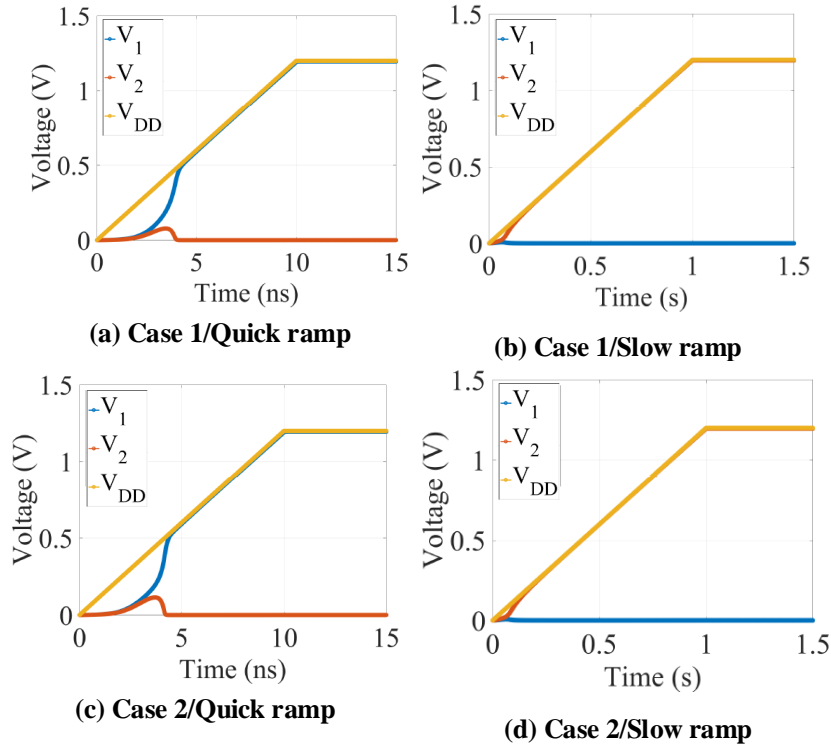 1.5
V1
V2
VDD
1
0.5
0
Voltage (V)
0 5 10 15
Time (ns)
(a) Case 1/Quick ramp
1.5
V1
V2
VDD
1
0.5
0
Voltage (V)
0 0.5 1 1.5
Time (s)
(b) Case 1/Slow ramp
1.5
V1
V2
VDD
1
0.5
0
Voltage (V)
0 5 10 15
Time (ns)
(c) Case 2/Quick ramp
1.5
V1
V2
VDD
1
0.5
0
Voltage (V)
0 0.5 1 1.5
Time (s)
(d) Case 2/Slow ramp